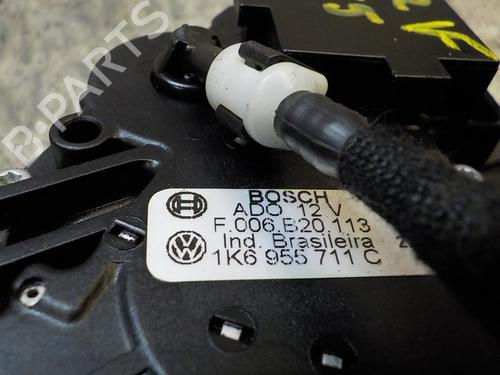 B-PARTS
BOSCH
ADO 12 V
F.006.B20.113
Ind. Brasileira
1K6 955 711 C